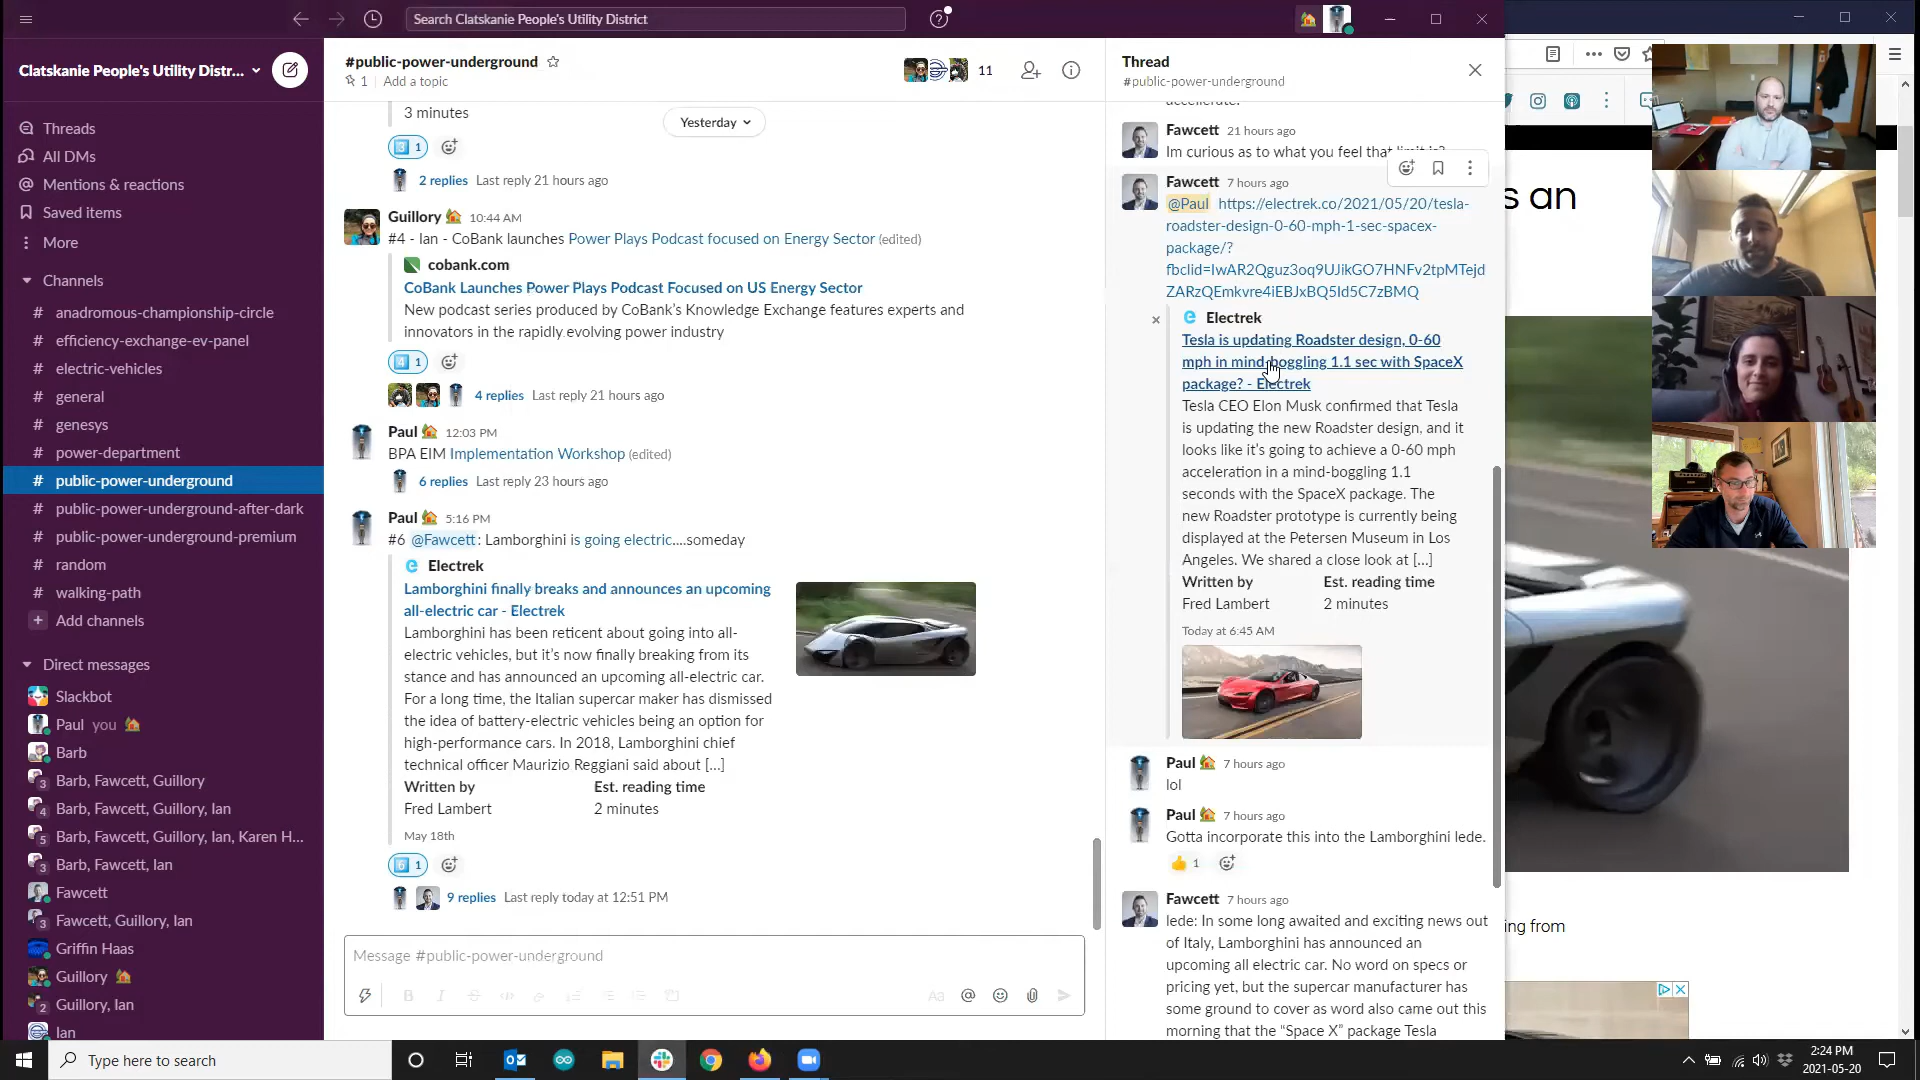 Search Clatskanie People's Utility District
Clatskanie People's Utility Distr...
Threads
All DMs
Mentions & reactions
Saved items
More
Channels
# anadromous-championship-circle
# efficiency-exchange-ev-panel
# electric-vehicles
# general
# genesys
# power-department
# public-power-underground
# public-power-underground-after-dark
# public-power-underground-premium
# random
# walking-path
+ Add channels
Direct messages
Slackbot
Paul you
Barb
3 Barb, Fawcett, Guillory
4 Barb, Fawcett, Guillory, Ian
5 Barb, Fawcett, Guillory, Ian, Karen H...
3 Barb, Fawcett, Ian
Fawcett
3 Fawcett, Guillory, Ian
Griffin Haas
Guillory
2 Guillory, Ian
Ian
#public-power-underground
1 Add a topic
11
3 minutes
Yesterday
3 1
2 replies Last reply 21 hours ago
Guillory 10:44 AM
#4 - Ian - CoBank launches Power Plays Podcast focused on Energy Sector (edited)
cobank.com
CoBank Launches Power Plays Podcast Focused on US Energy Sector
New podcast series produced by CoBank's Knowledge Exchange features experts and
innovators in the rapidly evolving power industry
4 1
4 replies Last reply 21 hours ago
Paul 12:03 PM
BPA EIM Implementation Workshop (edited)
6 replies Last reply 23 hours ago
Paul 5:16 PM
#6 @Fawcett: Lamborghini is going electric....someday
Electrek
Lamborghini finally breaks and announces an upcoming
all-electric car - Electrek
Lamborghini has been reticent about going into all-
electric vehicles, but it's now finally breaking from its
stance and has announced an upcoming all-electric car.
For a long time, the Italian supercar maker has dismissed
the idea of battery-electric vehicles being an option for
high-performance cars. In 2018, Lamborghini chief
technical officer Maurizio Reggiani said about [...]
Written by Est. reading time
Fred Lambert 2 minutes
May 18th
6 1
9 replies Last reply today at 12:51 PM
Message #public-power-underground
Aa
Thread
#public-power-underground
accelerate.
Fawcett 21 hours ago
Im curious as to what you feel that limit is?
Fawcett 7 hours ago
@Paul https://electrek.co/2021/05/20/tesla-
roadster-design-0-60-mph-1-sec-spacex-
package/?
fbclid=IwAR2Qguz3oq9UJikGO7HNFv2tpMTejd
ZARzQEmkvre4iEBJxBQ5Id5C7zBMQ
Electrek
Tesla is updating Roadster design, 0-60
mph in mind-boggling 1.1 sec with SpaceX
package? - Electrek
Tesla CEO Elon Musk confirmed that Tesla
is updating the new Roadster design, and it
looks like it's going to achieve a 0-60 mph
acceleration in a mind-boggling 1.1
seconds with the SpaceX package. The
new Roadster prototype is currently being
displayed at the Petersen Museum in Los
Angeles. We shared a close look at [...]
Written by Est. reading time
Fred Lambert 2 minutes
Today at 6:45 AM
Paul 7 hours ago
lol
Paul 7 hours ago
Gotta incorporate this into the Lamborghini lede.
1
Fawcett 7 hours ago
lede: In some long awaited and exciting news out
of Italy, Lamborghini has announced an
upcoming all electric car. No word on specs or
pricing yet, but the supercar manufacturer has
some ground to cover as word also came out this
morning that the "Space X" package Tesla
s an
ing from
Type here to search
2:24 PM
2021-05-20